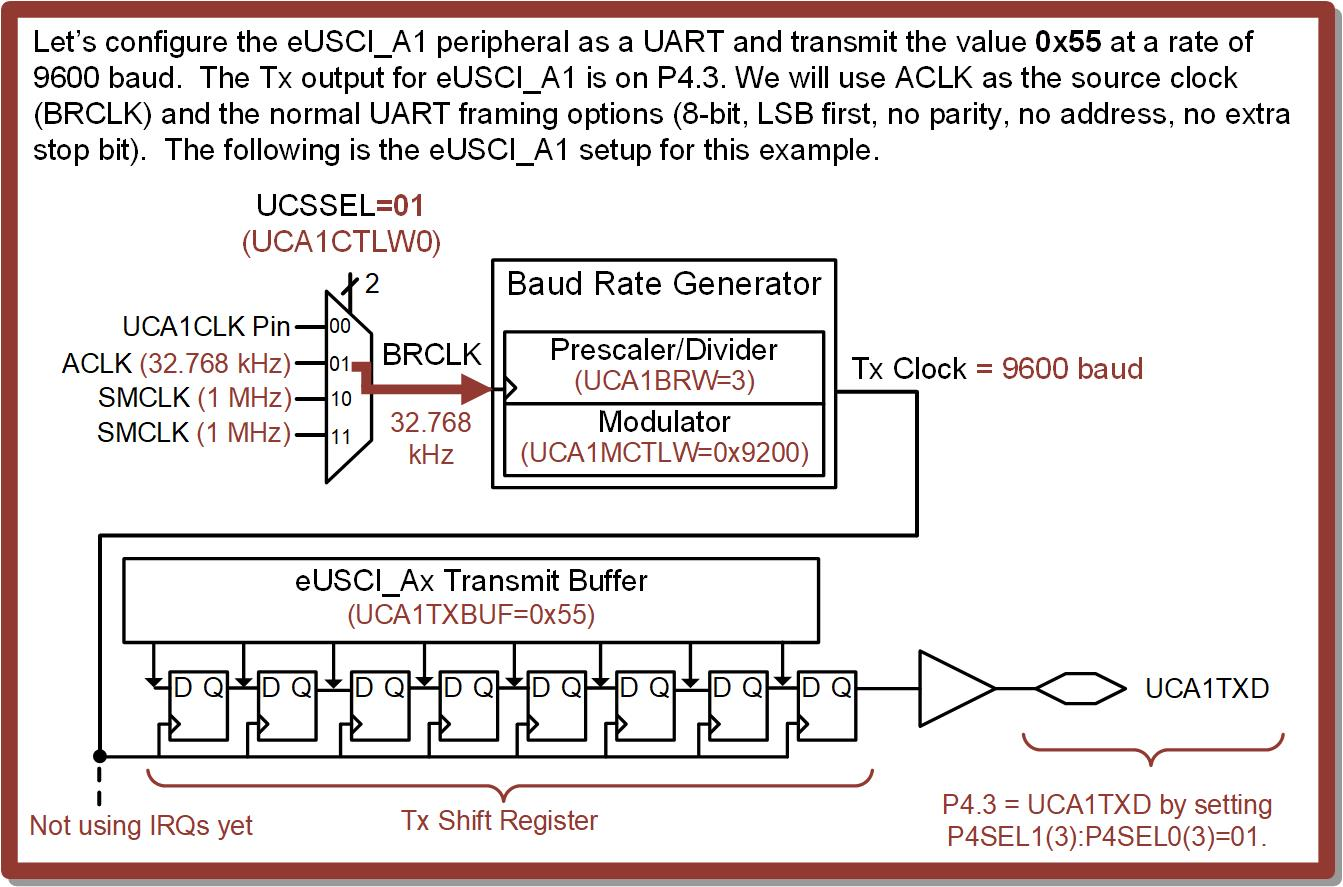 Let's configure the eUSCI_A1 peripheral as a UART and transmit the value 0x55 at a rate of
9600 baud.  The Tx output for eUSCI_A1 is on P4.3. We will use ACLK as the source clock
(BRCLK) and the normal UART framing options (8-bit, LSB first, no parity, no address, no extra
stop bit).  The following is the eUSCI_A1 setup for this example.
UCSSEL=01
(UCA1CTLW0)
2
UCA1CLK Pin
00
ACLK (32.768 kHz)
01
SMCLK (1 MHz)
10
SMCLK (1 MHz)
11
BRCLK
32.768
kHz
Baud Rate Generator
Prescaler/Divider
(UCA1BRW=3)
Modulator
(UCA1MCTLW=0x9200)
Tx Clock = 9600 baud
eUSCI_Ax Transmit Buffer
(UCA1TXBUF=0x55)
D Q D Q D Q D Q D Q D Q D Q D Q
UCA1TXD
Not using IRQs yet
Tx Shift Register
P4.3 = UCA1TXD by setting
P4SEL1(3):P4SEL0(3)=01.